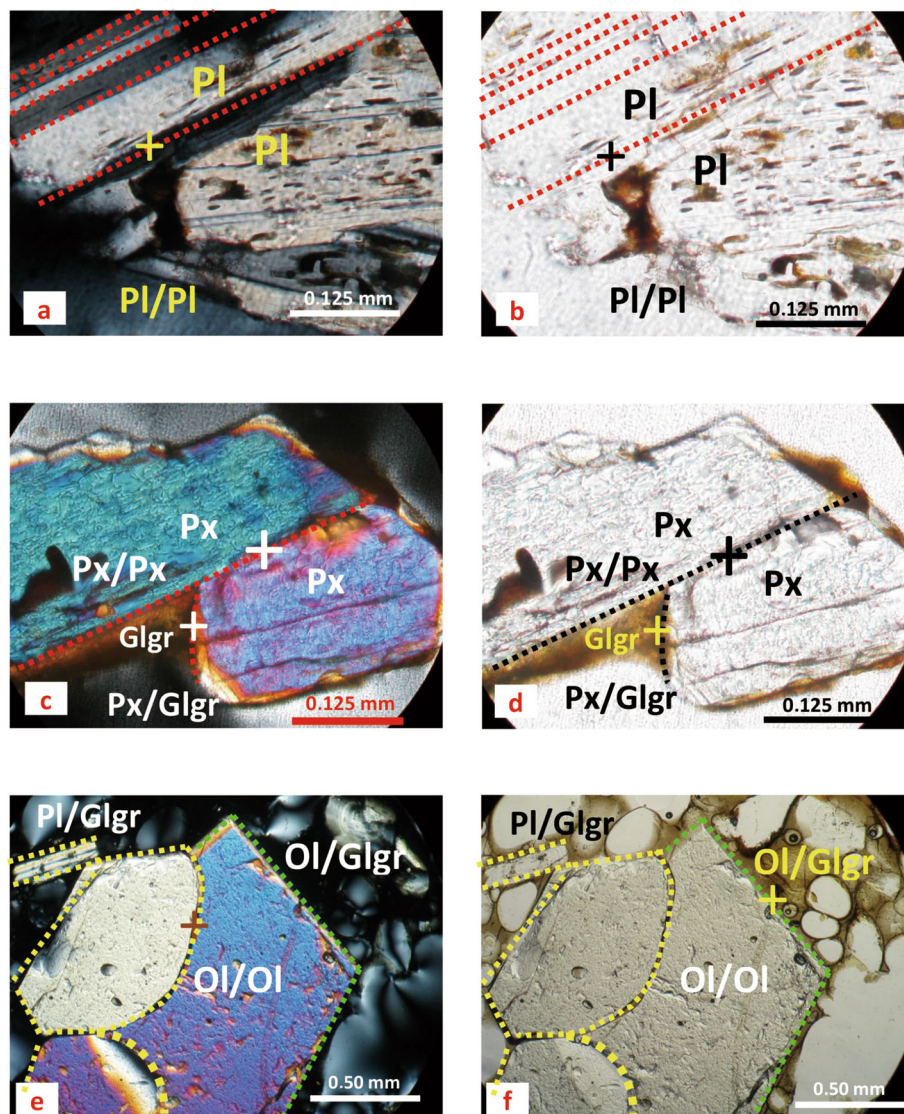 Pl
Pl
Pl/Pl
a
0.125 mm
Pl
Pl
Pl/Pl
b
0.125 mm
Px
Px/Px
Px
Glgr
Px/Glgr
c
0.125 mm
Px
Px/Px
Px
Glgr
Px/Glgr
d
0.125 mm
Pl/Glgr
Ol/Glgr
Ol/Ol
e
0.50 mm
Pl/Glgr
Ol/Glgr
Ol/Ol
f
0.50 mm